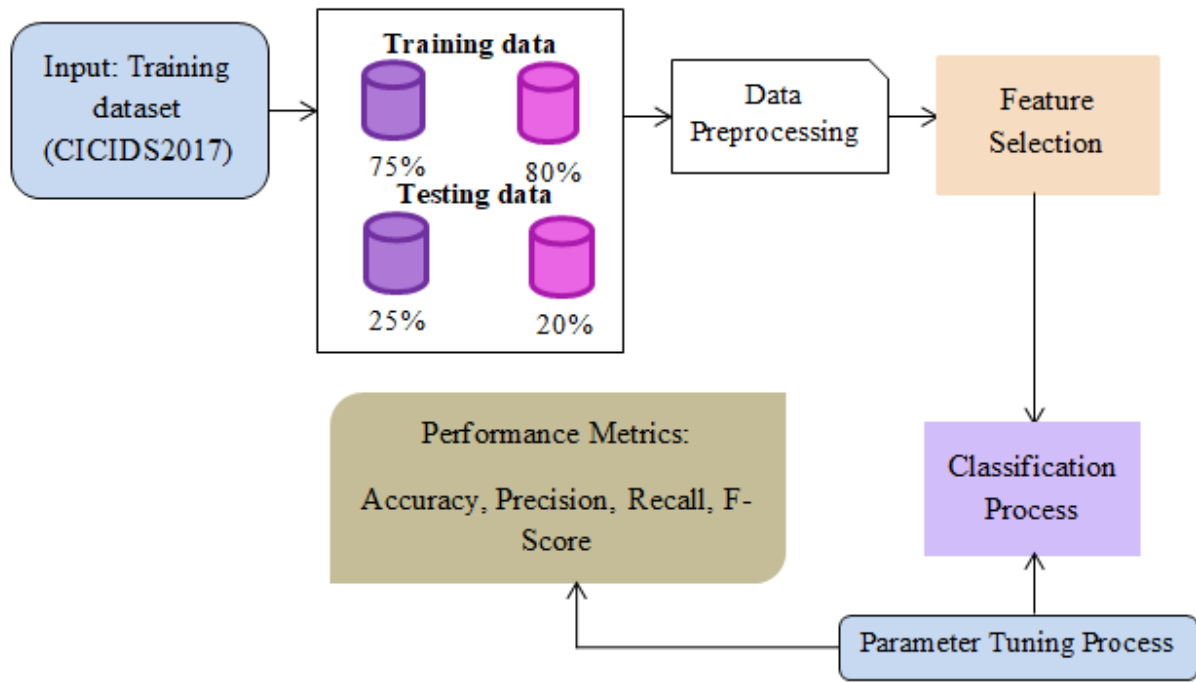 Input: Training
dataset
(CICIDS2017)
Training data
75%
80%
Testing data
25%
20%
Data
Preprocessing
Feature
Selection
Performance Metrics:
Accuracy, Precision, Recall, F-
Score
Classification
Process
Parameter Tuning Process